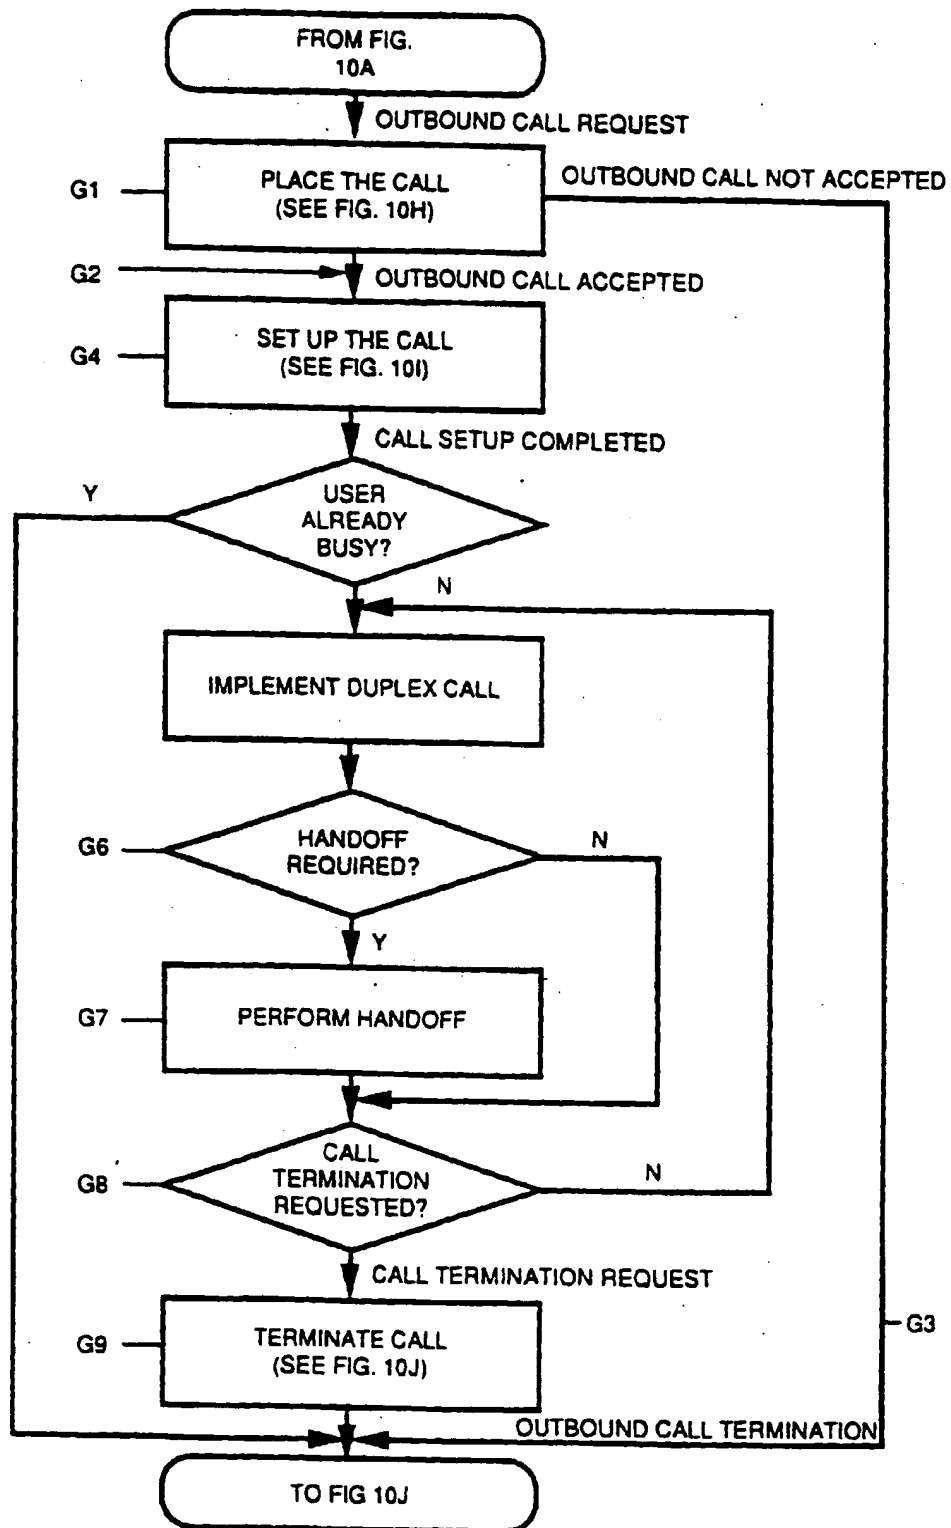 FROM FIG.
10A
OUTBOUND CALL REQUEST
G1
PLACE THE CALL
(SEE FIG. 10H)
OUTBOUND CALL NOT ACCEPTED
G2
OUTBOUND CALL ACCEPTED
G4
SET UP THE CALL
(SEE FIG. 10I)
CALL SETUP COMPLETED
Y
USER
ALREADY
BUSY?
N
IMPLEMENT DUPLEX CALL
G6
HANDOFF
REQUIRED?
N
Y
G7
PERFORM HANDOFF
G8
CALL
TERMINATION
REQUESTED?
N
CALL TERMINATION REQUEST
G9
TERMINATE CALL
(SEE FIG. 10J)
G3
OUTBOUND CALL TERMINATION
TO FIG 10J